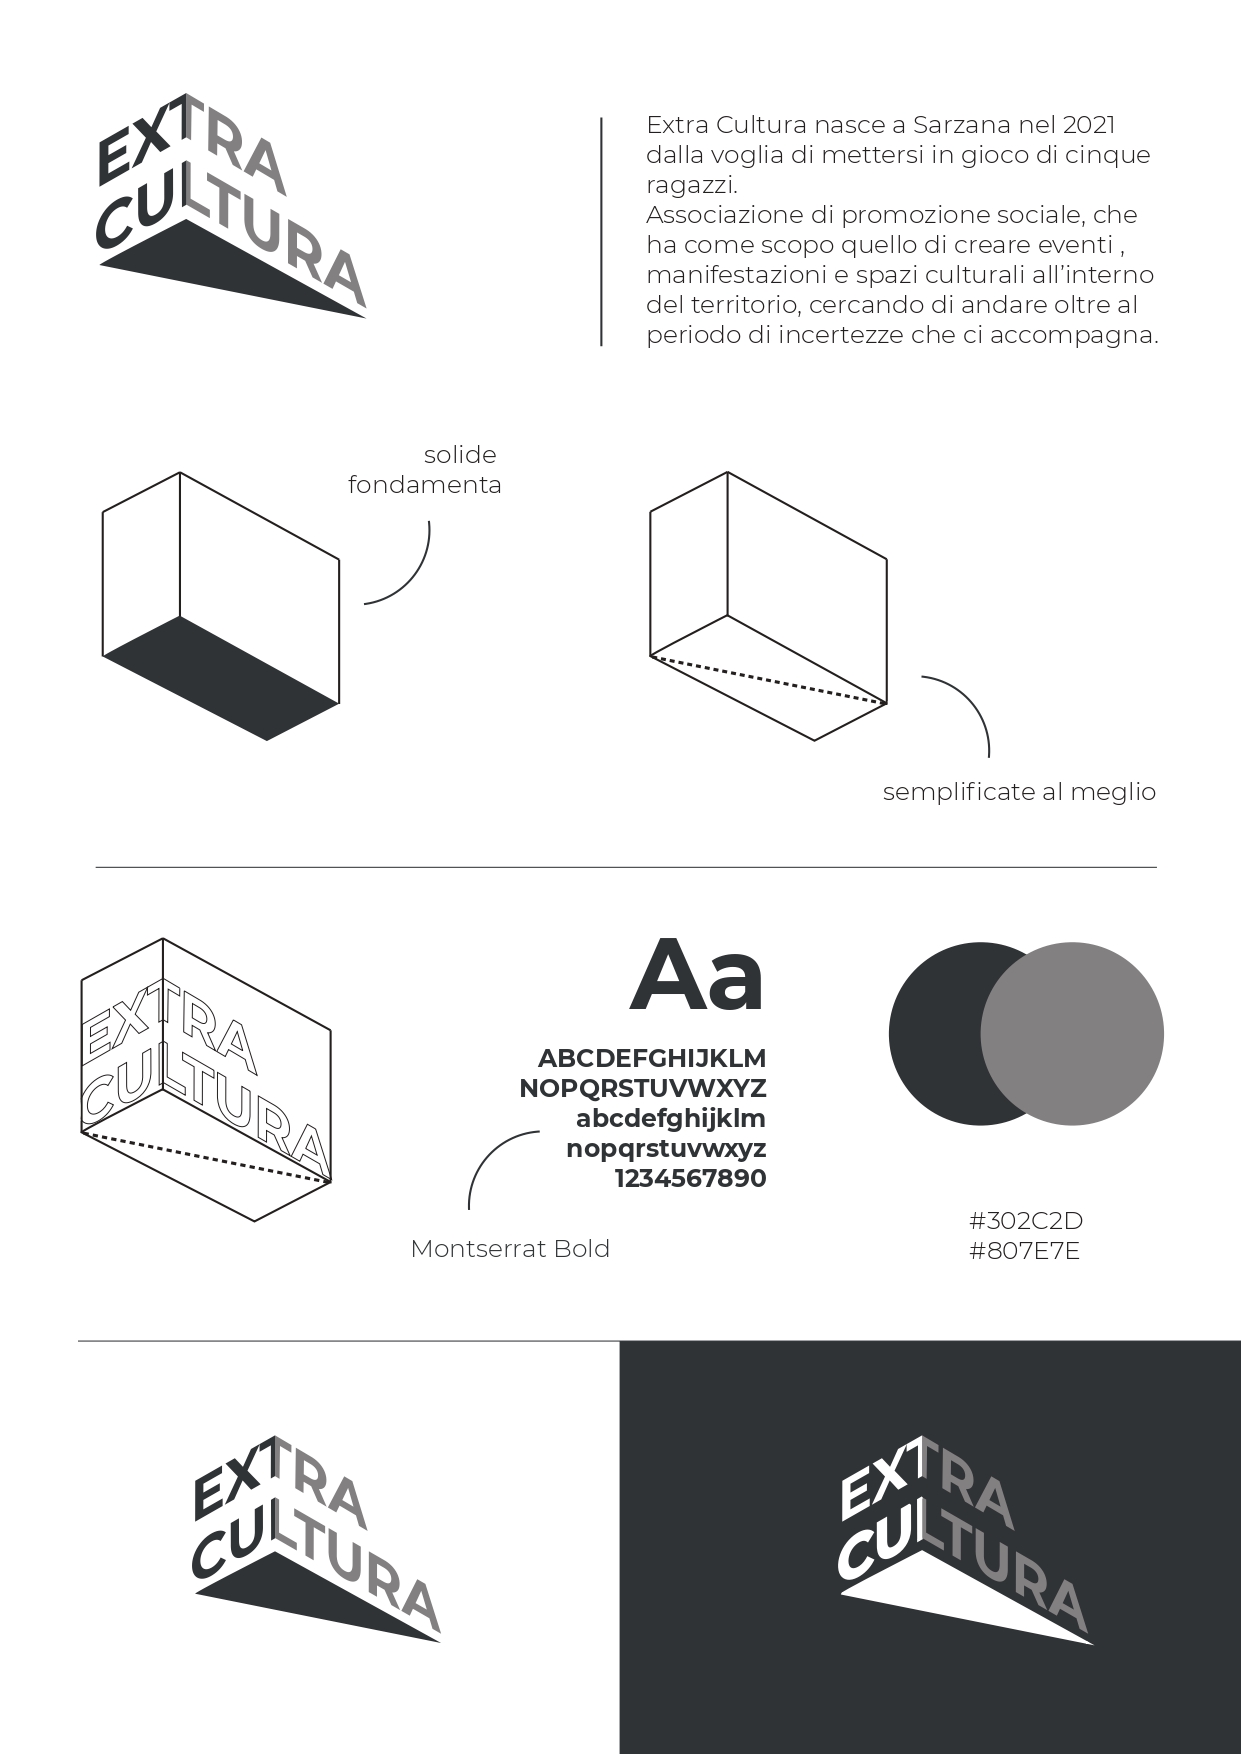 EXTRA
CULTURA
Extra Cultura nasce a Sarzana nel 2021
dalla voglia di mettersi in gioco di cinque
ragazzi.
Associazione di promozione sociale, che
ha come scopo quello di creare eventi ,
manifestazioni e spazi culturali all’interno
del territorio, cercando di andare oltre al
periodo di incertezze che ci accompagna.
solide
fondamenta
semplificate al meglio
EXTRA
CULTURA
Aa
ABCDEFGHIJKLM
NOPQRSTUVWXYZ
abcdefghijklm
nopqrstuvwxyz
1234567890
Montserrat Bold
#302C2D
#807E7E
EXTRA
CULTURA
EXTRA
CULTURA